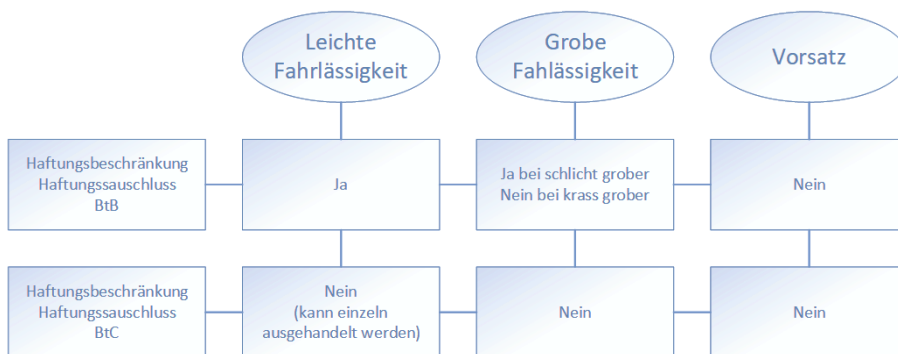 Leichte
Fahrlässigkeit
Grobe
Fahlässigkeit
Vorsatz
Haftungsbeschränkung
Haftungssauschluss
BtB
Ja
Ja bei schlicht grober
Nein bei krass grober
Nein
Haftungsbeschränkung
Haftungssauschluss
BtC
Nein
(kann einzeln
ausgehandelt werden)
Nein
Nein